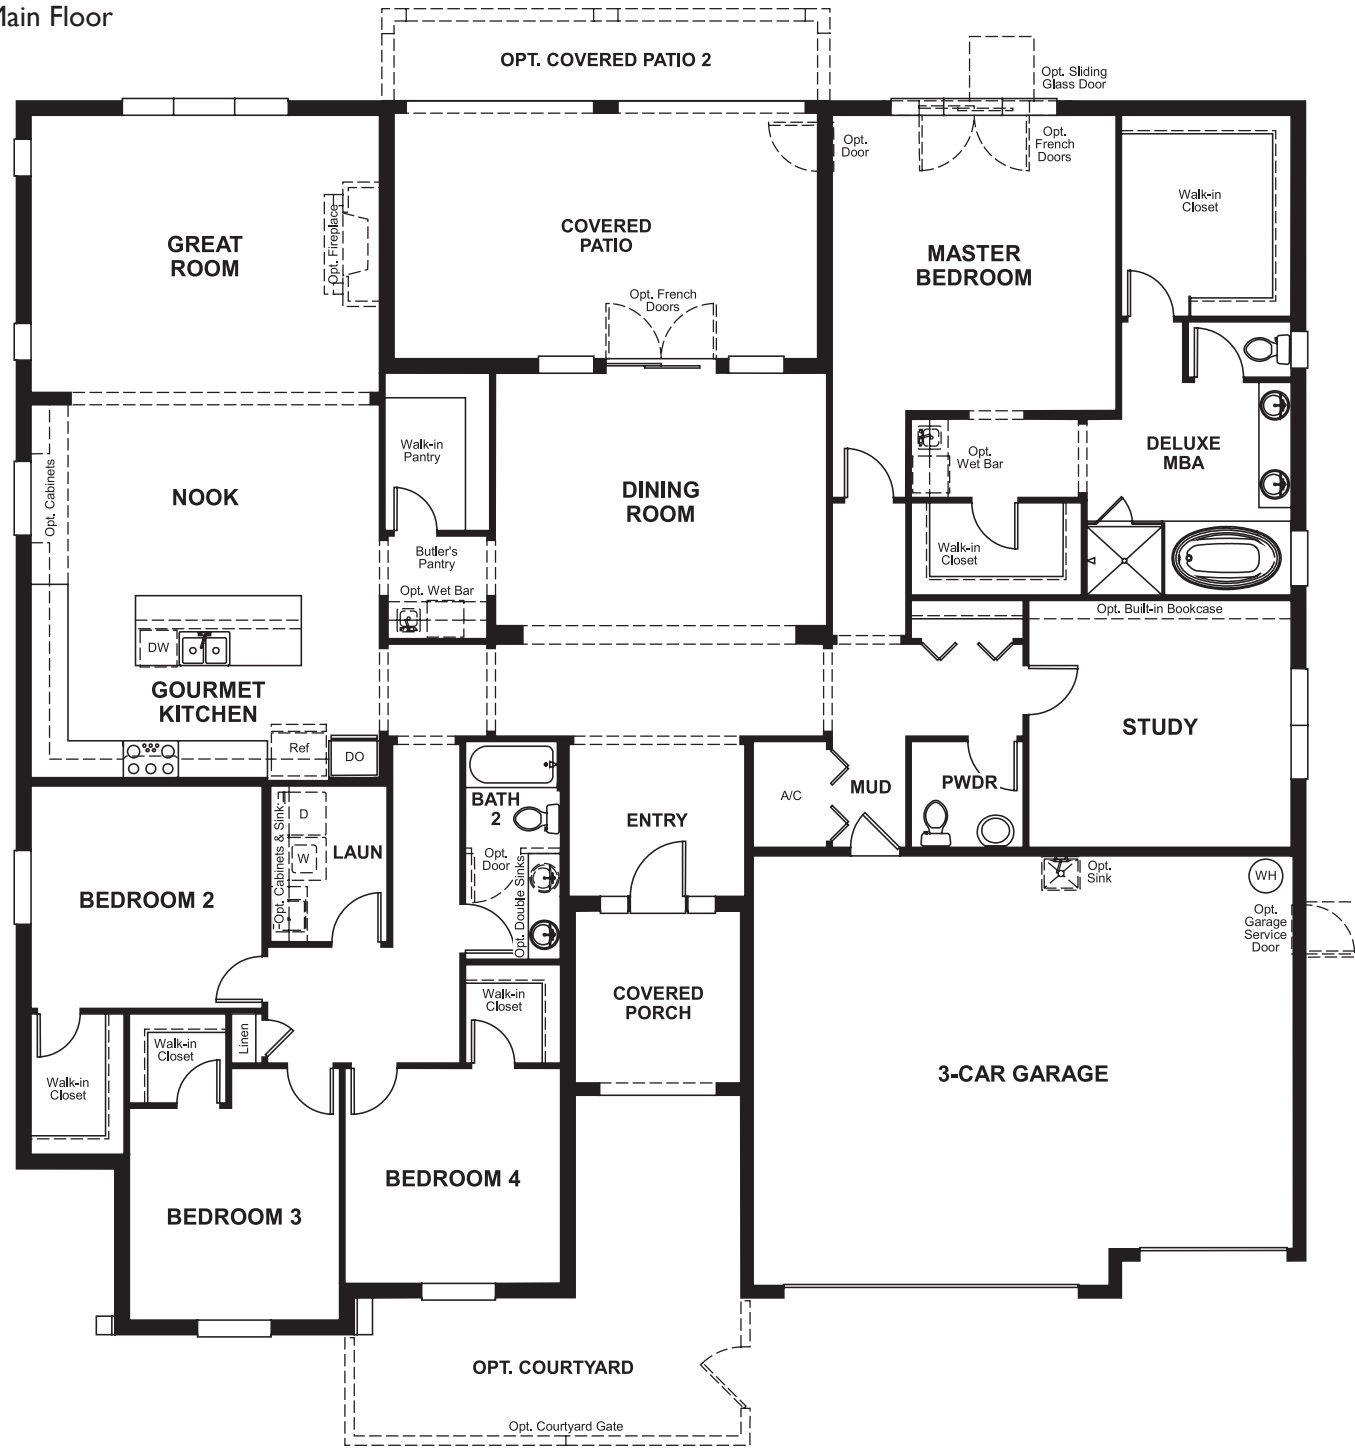 Main Floor
OPT. COVERED PATIO 2
Opt. Sliding
Glass Door
Opt.
Door
Opt.
French
Doors
Walk-in
Closet
GREAT
ROOM
Opt. Fireplace
COVERED
PATIO
MASTER
BEDROOM
Opt. French
Doors
Walk-in
Pantry
Opt.
Wet Bar
DELUXE
MBA
Opt. Cabinets
NOOK
DINING
ROOM
Butler's
Pantry
Opt. Wet Bar
Walk-in
Closet
Opt. Built-in Bookcase
DW
GOURMET
KITCHEN
Ref
DO
STUDY
A/C
MUD
PWDR
D
W
Opt. Cabinets & Sink
LAUN
BATH
2
Opt.
Door
Opt. Double Sinks
ENTRY
Opt.
Sink
WH
Opt.
Garage
Service
Door
BEDROOM 2
Walk-in
Closet
COVERED
PORCH
Linen
Walk-in
Closet
Walk-in
Closet
3-CAR GARAGE
BEDROOM 4
BEDROOM 3
OPT. COURTYARD
Opt. Courtyard Gate